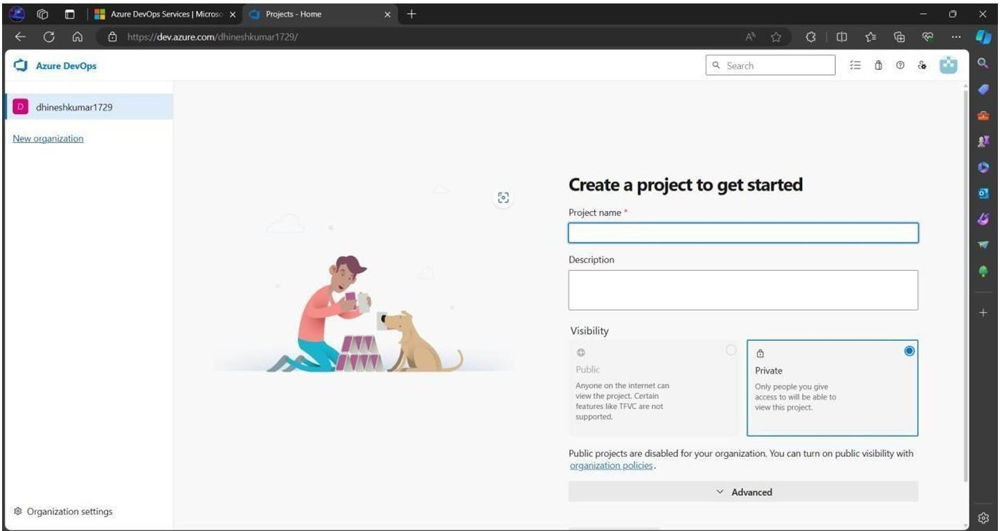 Azure DevOps Services | Microso
Projects - Home
https://dev.azure.com/dhineshkumar1729/
Azure DevOps
Search
D dhineshkumar1729
New organization
Create a project to get started
Project name *
Description
Visibility
Public
Anyone on the internet can
view the project. Certain
features like TFVC are not
supported.
Private
Only people you give
access to will be able to
view this project.
Public projects are disabled for your organization. You can turn on public visibility with
organization policies.
Advanced
Organization settings